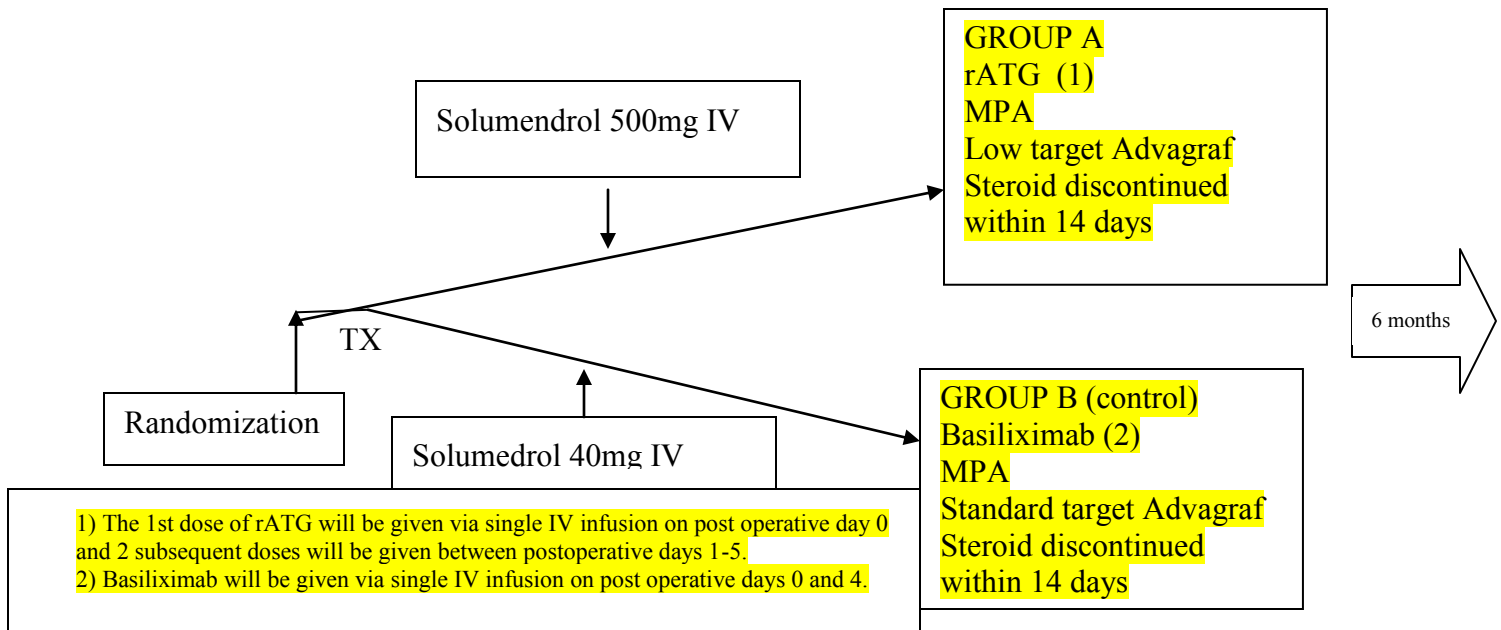 GROUP A
rATG (1)
MPA
Low target Advagraf
Steroid discontinued
within 14 days
Solumendrol 500mg IV
TX
6 months
Randomization
Solumedrol 40mg IV
GROUP B (control)
Basiliximab (2)
MPA
Standard target Advagraf
Steroid discontinued
within 14 days
1) The 1st dose of rATG will be given via single IV infusion on post operative day 0
and 2 subsequent doses will be given between postoperative days 1-5.
2) Basiliximab will be given via single IV infusion on post operative days 0 and 4.